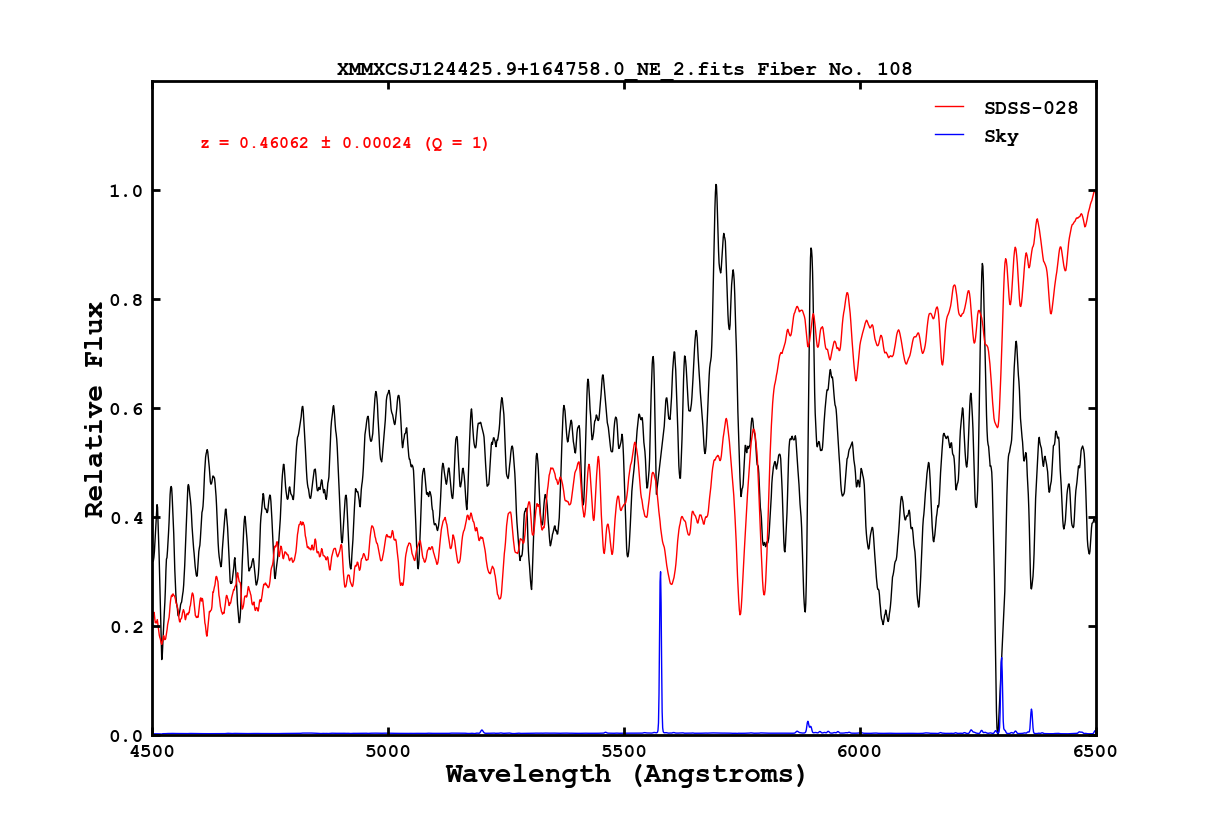 XMMXCSJ124425.9+164758.0_NE_2.fits Fiber No. 108
SDSS-028
Sky
z = 0.46062 ± 0.00024 (Q = 1)
1.0
0.8
0.6
0.4
0.2
0.0
Relative Flux
4500 5000 5500 6000 6500
Wavelength (Angstroms)